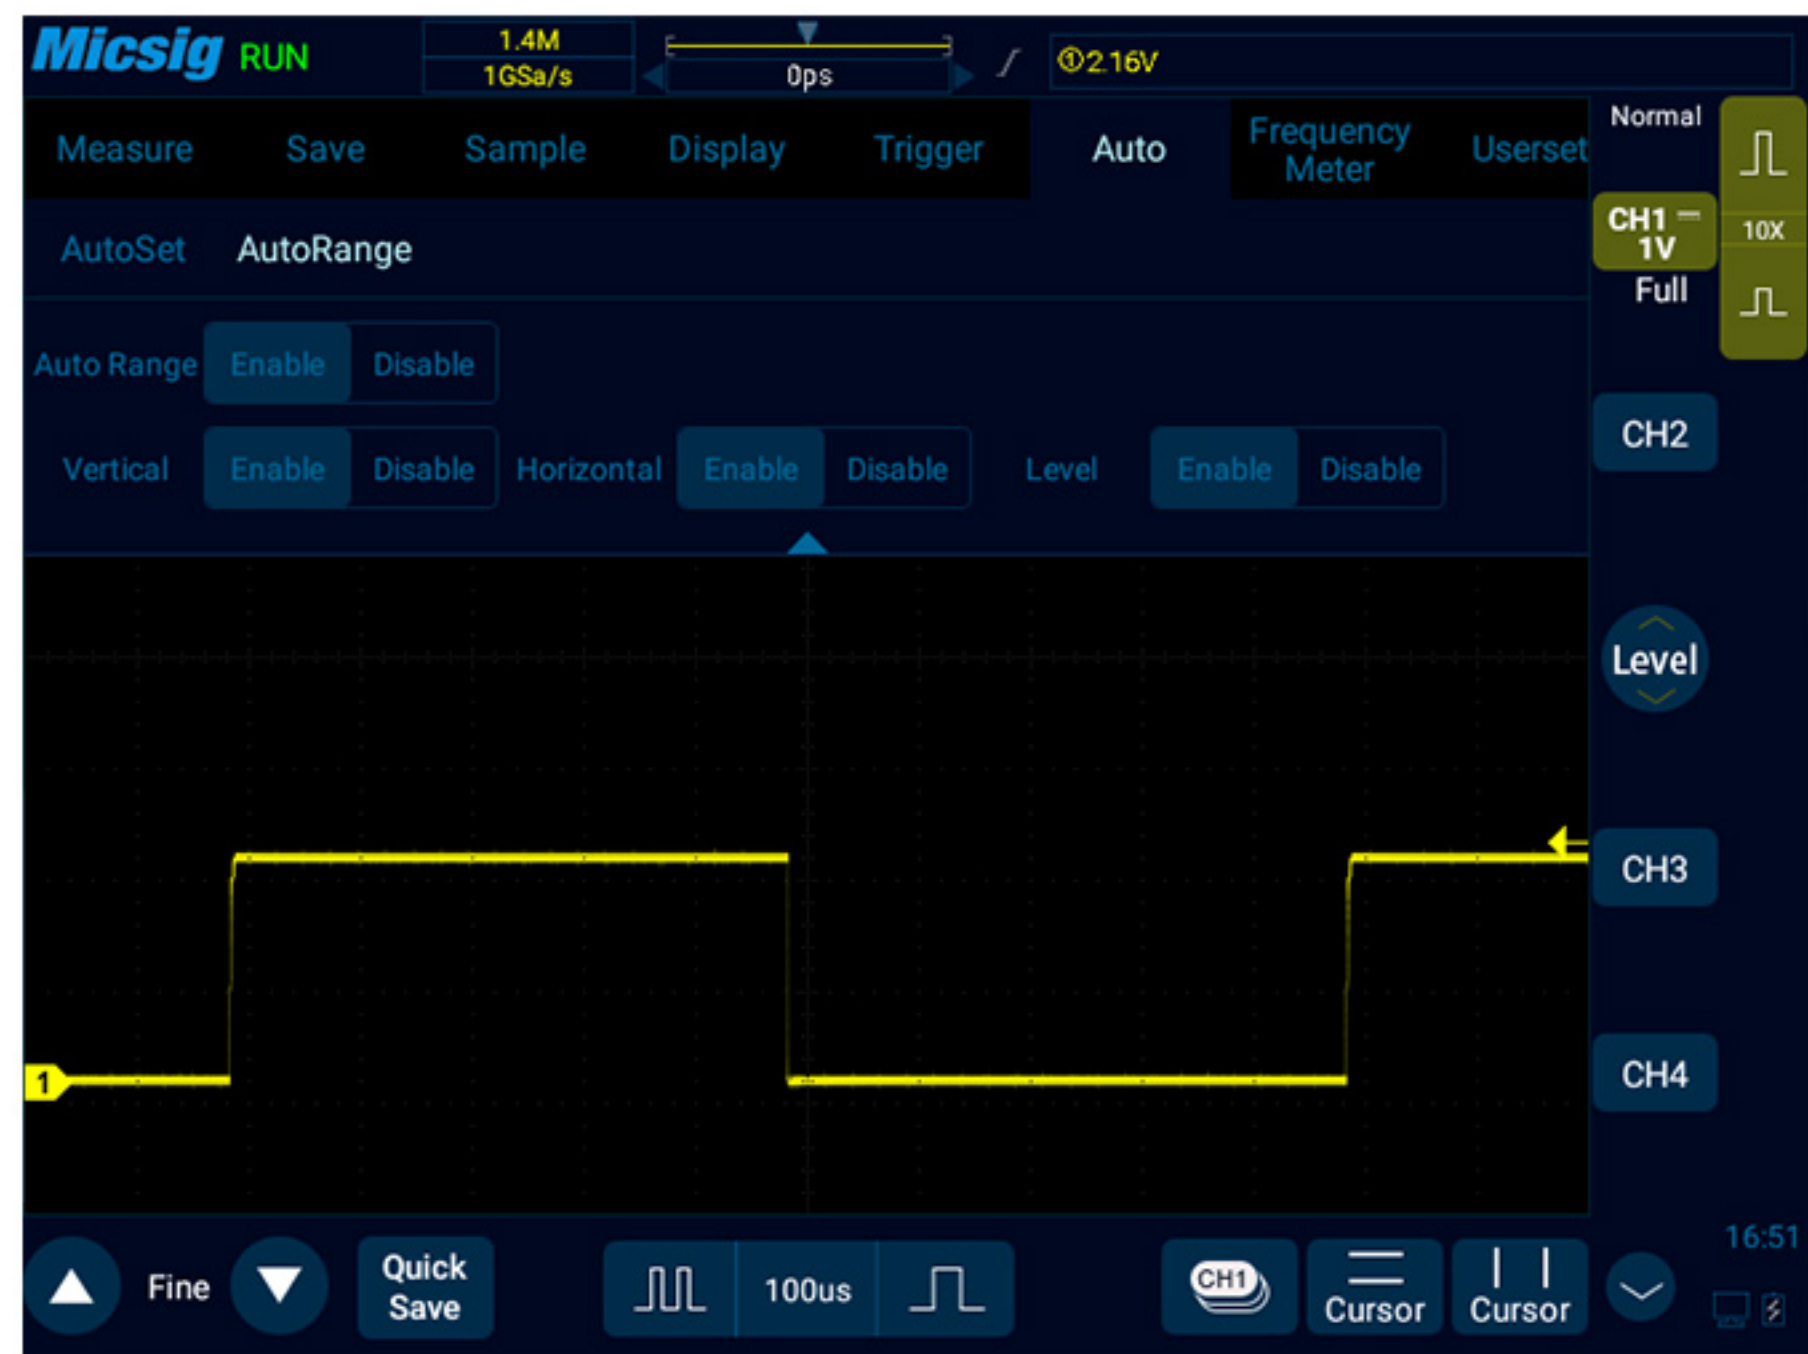 Micsig RUN 1.4M
1GSa/s
0ps
①2.16V
Measure Save Sample Display Trigger Auto Frequency Meter Userset
Normal
AutoSet AutoRange
CH1
1V
Full
10X
Auto Range Enable Disable
Vertical Enable Disable Horizontal Enable Disable Level Enable Disable
CH2
Level
CH3
1
CH4
16:51
Fine
Quick
Save
100us
CH1
Cursor
Cursor